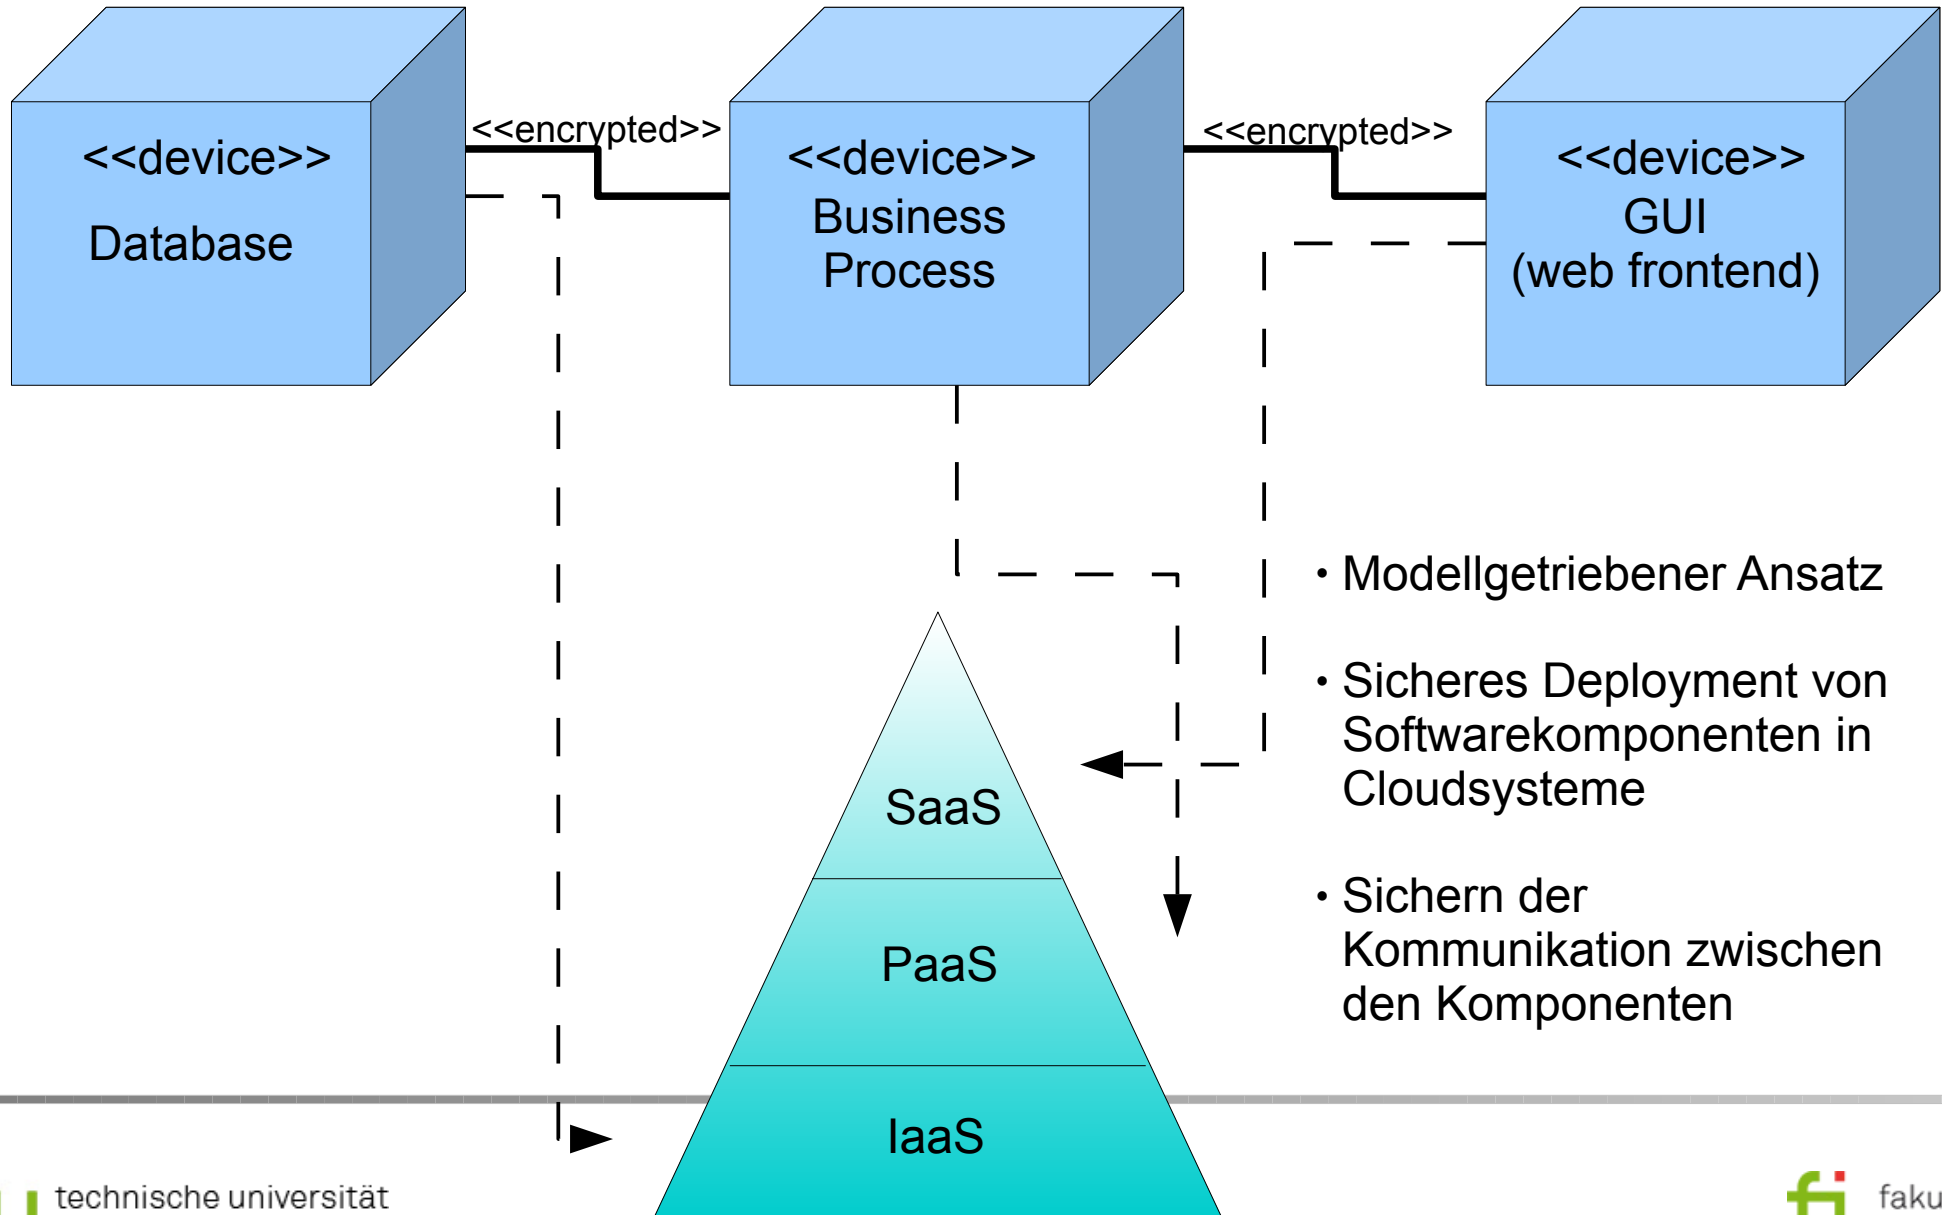 <<device>>
Database
<<encrypted>>
<<device>>
Business
Process
<<encrypted>>
<<device>>
GUI
(web frontend)
• Modellgetriebener Ansatz
• Sicheres Deployment von
Softwarekomponenten in
Cloudsysteme
• Sichern der
Kommunikation zwischen
den Komponenten
SaaS
PaaS
IaaS
technische universität
fi
faku